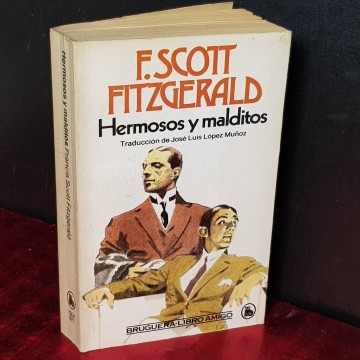 F. SCOTT
FITZGERALD
Hermosos y malditos
Traducción de José Luis López Muñoz
BRUGUERA·LIBRO AMIGO
Hermosos y malditos Francis Scott Fitzgerald